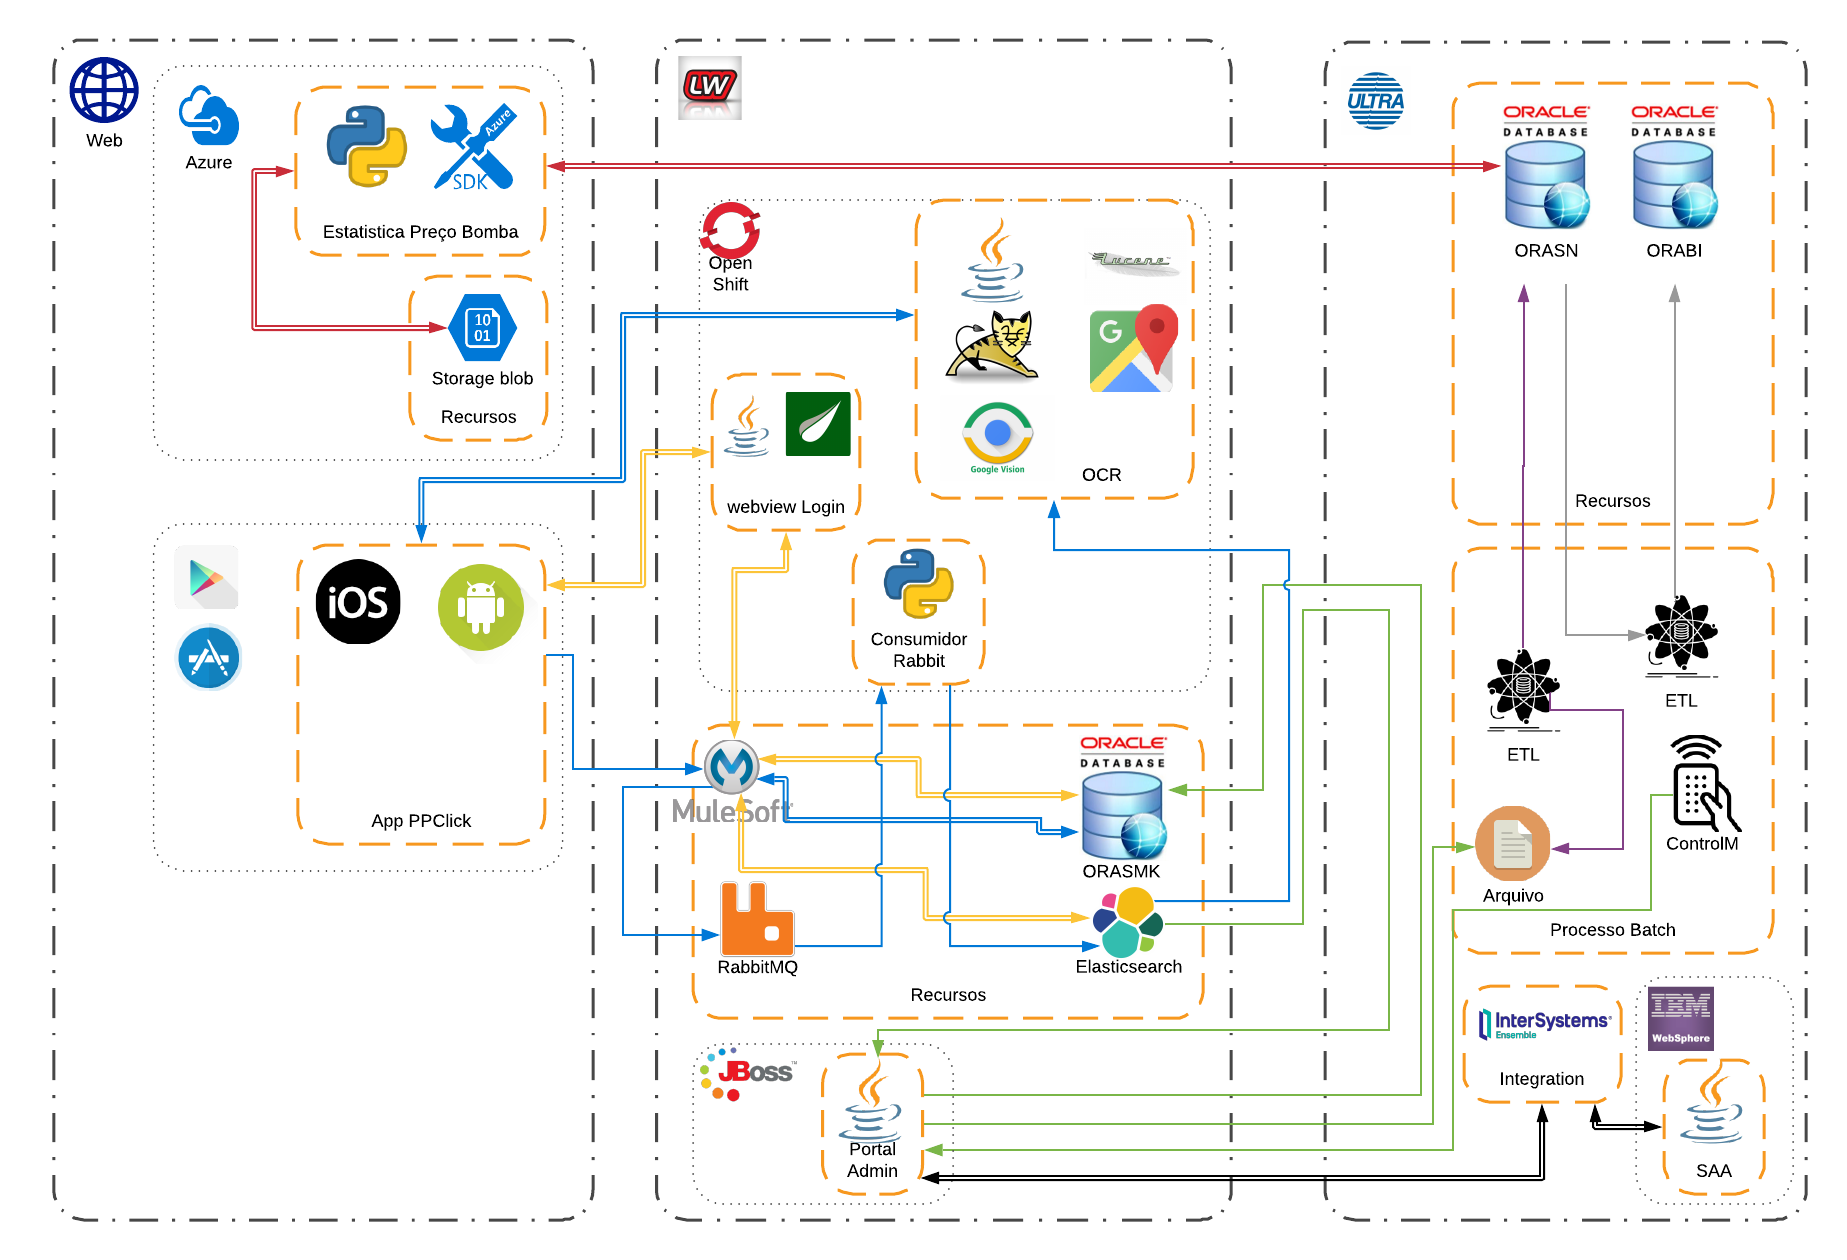 Web
Azure
Azure
SDK
Estatistica Preço Bomba
10
01
Storage blob
Recursos
iOS
App PPClick
LW
Open
Shift
Lucene
G
Google Vision
OCR
webview Login
Consumidor
Rabbit
MuleSoft
ORACLE
DATABASE
ORASMK
RabbitMQ
Elasticsearch
Recursos
JBoss
Portal
Admin
ULTRA
ORACLE
DATABASE
ORASN
ORACLE
DATABASE
ORABI
Recursos
ETL
ETL
ControlM
Arquivo
Processo Batch
InterSystems
Ensemble
Integration
IBM
WebSphere
SAA